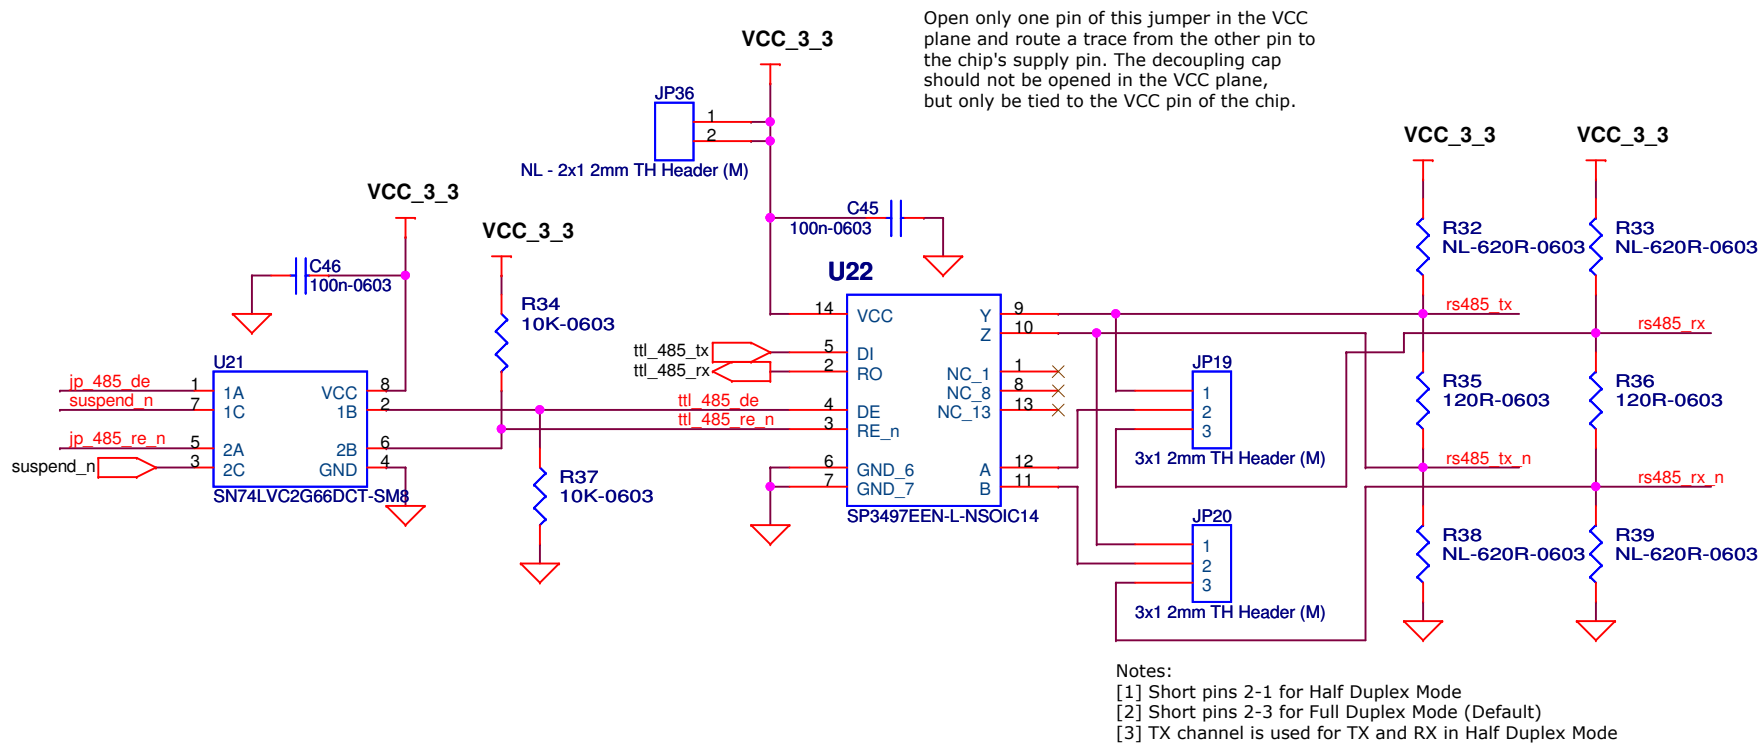 Open only one pin of this jumper in the VCC
plane and route a trace from the other pin to
the chip's supply pin. The decoupling cap
should not be opened in the VCC plane,
but only be tied to the VCC pin of the chip.
VCC_3_3
JP36
1
2
NL - 2x1 2mm TH Header (M)
VCC_3_3
VCC_3_3
VCC_3_3
VCC_3_3
C45
100n-0603
C46
100n-0603
R34
10K-0603
R32
NL-620R-0603
R33
NL-620R-0603
U22
14 VCC
5 DI
2 RO
4 DE
3 RE_n
6 GND_6
7 GND_7
Y 9
Z 10
NC_1 1
NC_8 8
NC_13 13
A 12
B 11
SP3497EEN-L-NSOIC14
ttl_485_tx
ttl_485_rx
ttl_485_de
ttl_485_re_n
rs485_tx
rs485_rx
U21
jp_485_de 1 1A
suspend_n 7 1C
jp_485_re_n 5 2A
suspend_n 3 2C
VCC 8
1B 2
2B 6
GND 4
SN74LVC2G66DCT-SM8
R37
10K-0603
JP19
1
2
3
3x1 2mm TH Header (M)
R35
120R-0603
R36
120R-0603
rs485_tx_n
rs485_rx_n
JP20
1
2
3
3x1 2mm TH Header (M)
R38
NL-620R-0603
R39
NL-620R-0603
Notes:
[1] Short pins 2-1 for Half Duplex Mode
[2] Short pins 2-3 for Full Duplex Mode (Default)
[3] TX channel is used for TX and RX in Half Duplex Mode